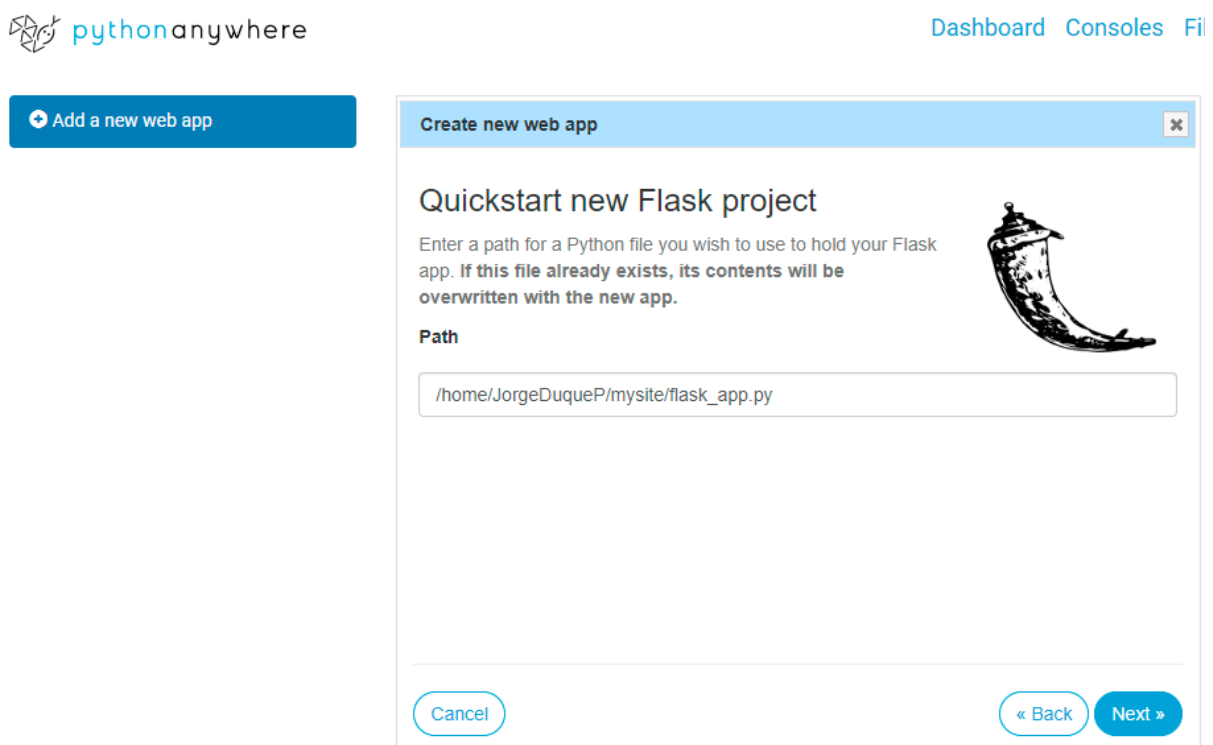 pythonanywhere
Dashboard Consoles
Add a new web app
Create new web app
Quickstart new Flask project
Enter a path for a Python file you wish to use to hold your Flask
app. If this file already exists, its contents will be
overwritten with the new app.
Path
/home/JorgeDuqueP/mysite/flask_app.py
Cancel
« Back
Next »